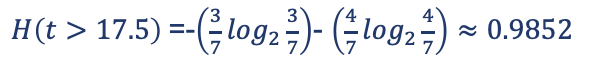 H(t > 17.5) =-(3/7 log₂ 3/7)- (4/7 log₂ 4/7) ≈ 0.9852